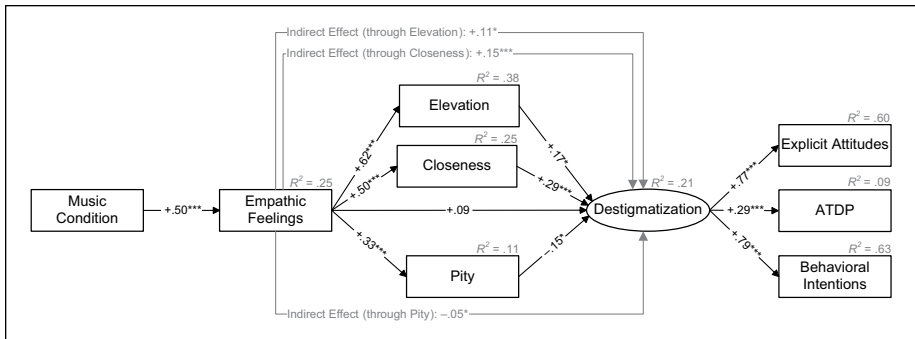 Indirect Effect (through Elevation): +.11*
Indirect Effect (through Closeness): +.15***
R² = .38
Elevation
R² = .60
Explicit Attitudes
+.62***
+.17*
R² = .25
Closeness
+.77***
+.50***
+.29***
R² = .25
R² = .21
R² = .09
Music
Condition
+.50***
Empathic
Feelings
+.09
Destigmatization
+.29***
ATDP
+.33***
R² = .11
Pity
–.15*
+.79***
R² = .63
Behavioral
Intentions
Indirect Effect (through Pity): –.05*